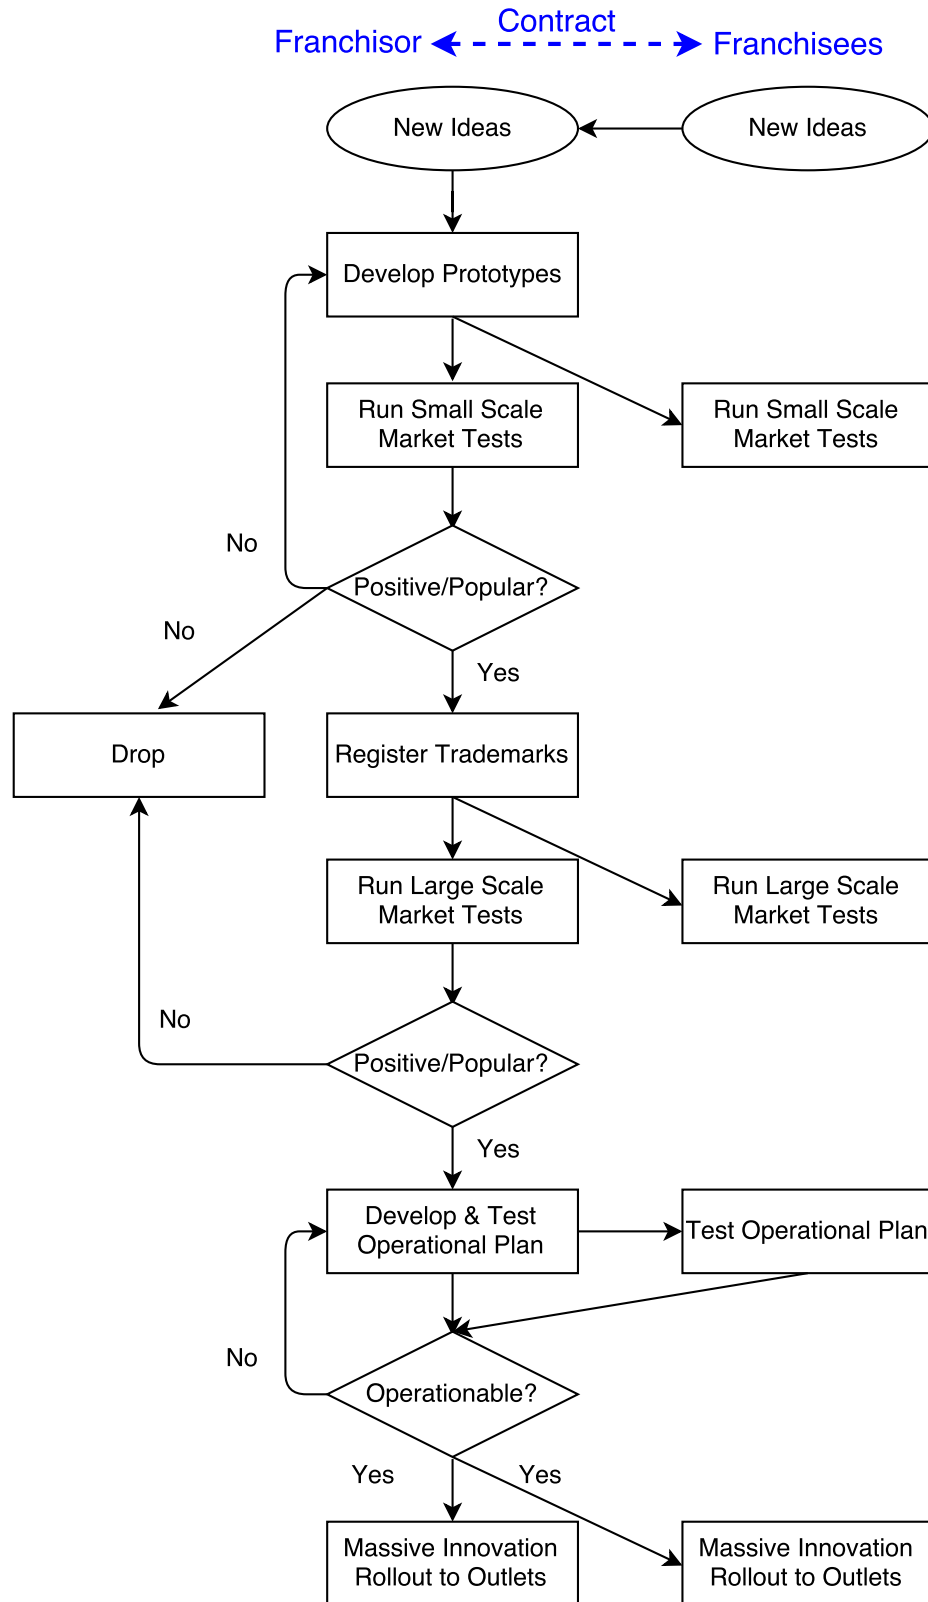 Contract
Franchisor
Franchisees
New Ideas
New Ideas
Develop Prototypes
Run Small Scale
Market Tests
Run Small Scale
Market Tests
No
Positive/Popular?
No
Yes
Drop
Register Trademarks
Run Large Scale
Market Tests
Run Large Scale
Market Tests
No
Positive/Popular?
Yes
Develop & Test
Operational Plan
Test Operational Plan
No
Operationable?
Yes
Yes
Massive Innovation
Rollout to Outlets
Massive Innovation
Rollout to Outlets